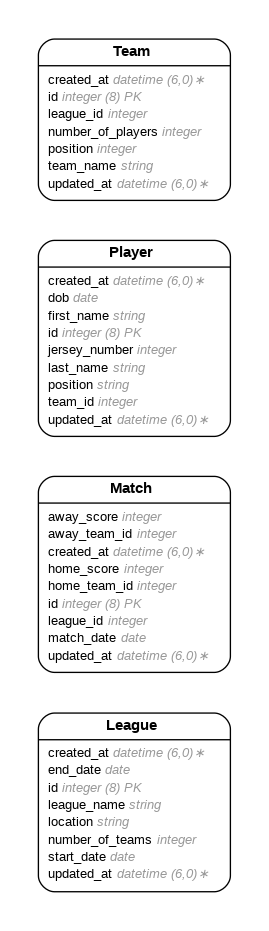 Team
created_at datetime (6,0)∗
id integer (8) PK
league_id integer
number_of_players integer
position integer
team_name string
updated_at datetime (6,0)∗
Player
created_at datetime (6,0)∗
dob date
first_name string
id integer (8) PK
jersey_number integer
last_name string
position string
team_id integer
updated_at datetime (6,0)∗
Match
away_score integer
away_team_id integer
created_at datetime (6,0)∗
home_score integer
home_team_id integer
id integer (8) PK
league_id integer
match_date date
updated_at datetime (6,0)∗
League
created_at datetime (6,0)∗
end_date date
id integer (8) PK
league_name string
location string
number_of_teams integer
start_date date
updated_at datetime (6,0)∗